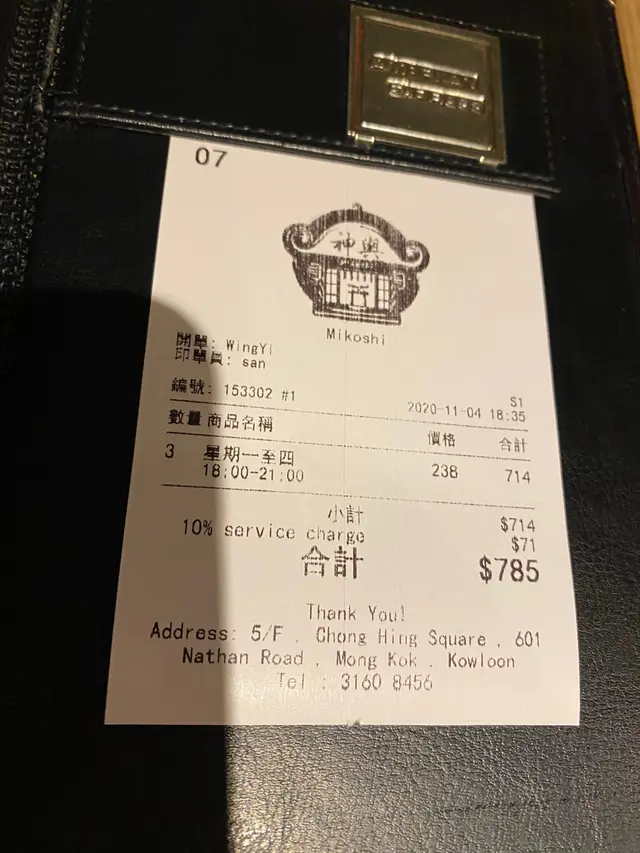 AMERICAN
EXPRESS
07
神輿
Mikoshi
開單: WingYi
印單員: san
編號: 153302 #1
S1
2020-11-04 18:35
數量 商品名稱 價格 合計
3 星期一至四 238 714
18:00-21:00
小計 $714
10% service charge $71
合計 $785
Thank You!
Address: 5/F . Chong Hing Square , 601
Nathan Road , Mong Kok . Kowloon
Tel : 3160 8456